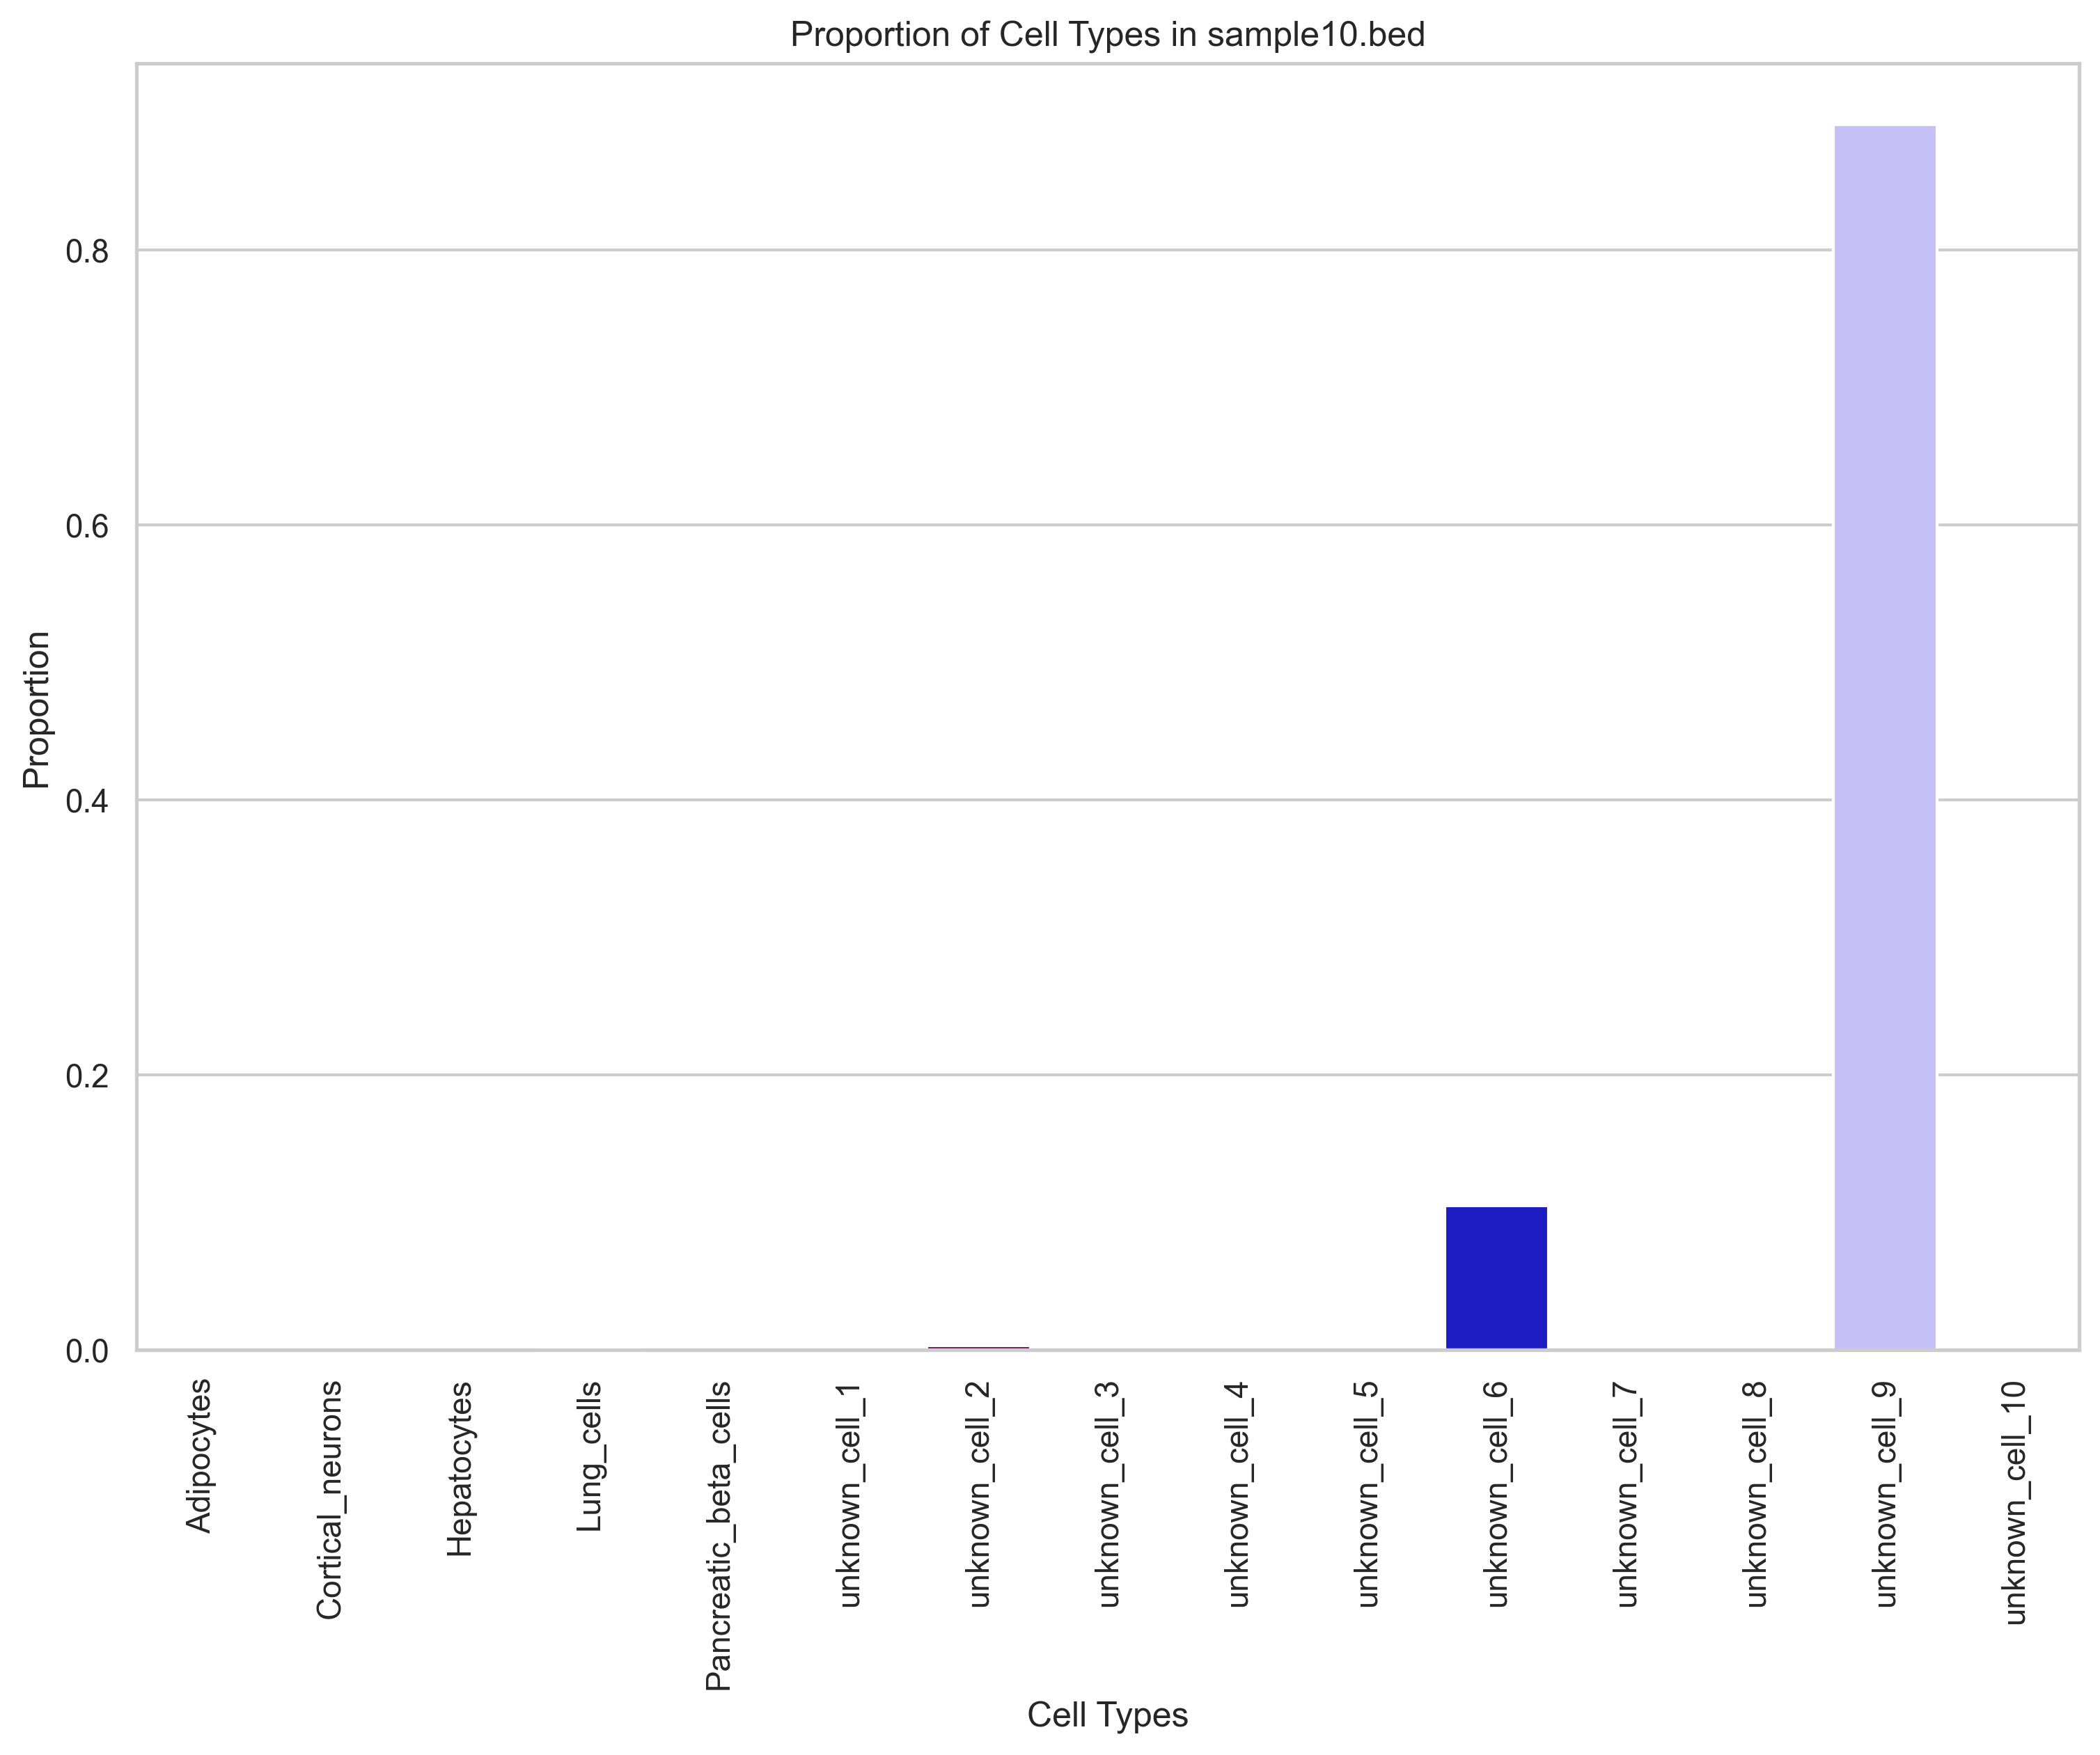 Proportion of Cell Types in sample10.bed
Proportion
0.8
0.6
0.4
0.2
0.0
Adipocytes
Cortical_neurons
Hepatocytes
Lung_cells
Pancreatic_beta_cells
unknown_cell_1
unknown_cell_2
unknown_cell_3
unknown_cell_4
unknown_cell_5
unknown_cell_6
unknown_cell_7
unknown_cell_8
unknown_cell_9
unknown_cell_10
Cell Types